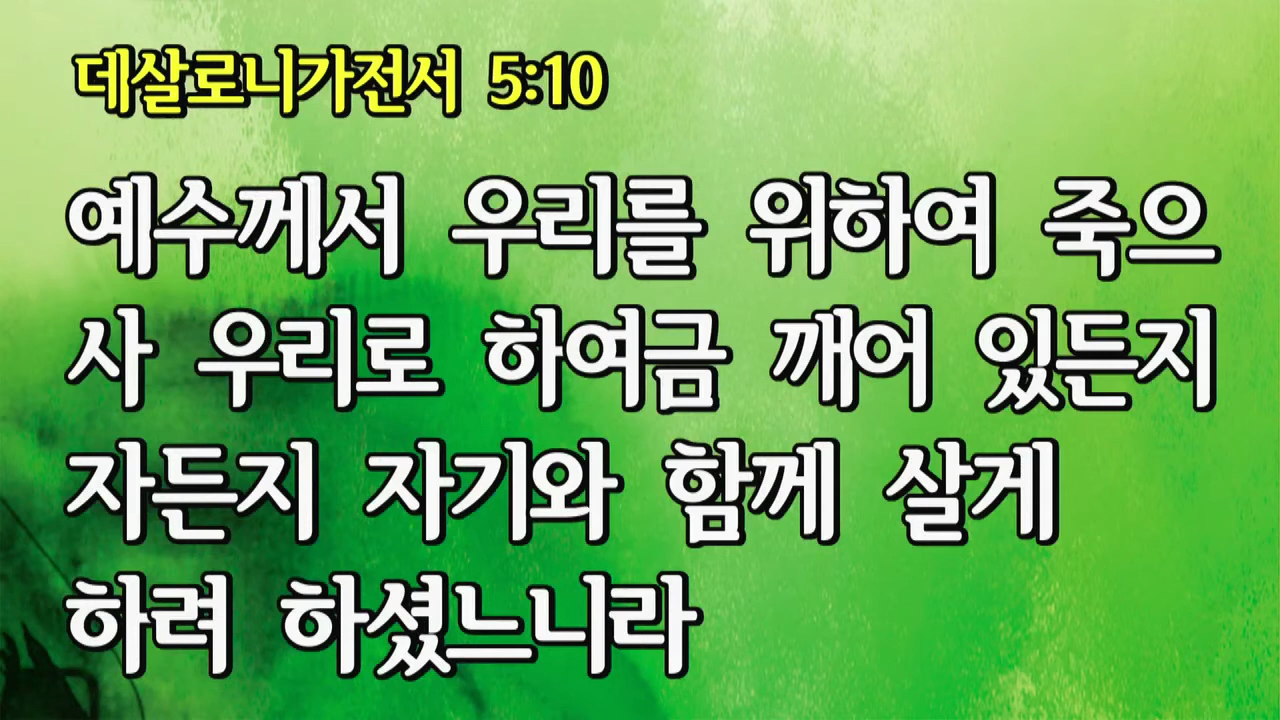 데살로니가전서 5:10
예수께서 우리를 위하여 죽으
사 우리로 하여금 깨어 있든지
자든지 자기와 함께 살게
하려 하셨느니라